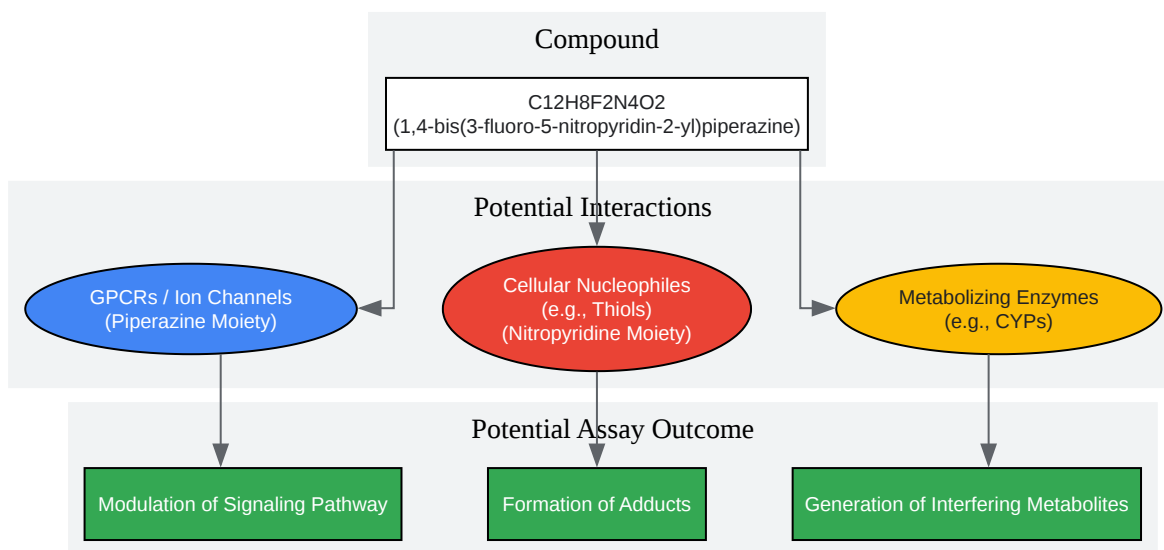 Compound
C12H8F2N4O2
(1,4-bis(3-fluoro-5-nitropyridin-2-yl)piperazine)
Potential Interactions
GPCRs / Ion Channels
(Piperazine Moiety)
Cellular Nucleophiles
(e.g., Thiols)
(Nitropyridine Moiety)
Metabolizing Enzymes
(e.g., CYPs)
Potential Assay Outcome
Modulation of Signaling Pathway
Formation of Adducts
Generation of Interfering Metabolites